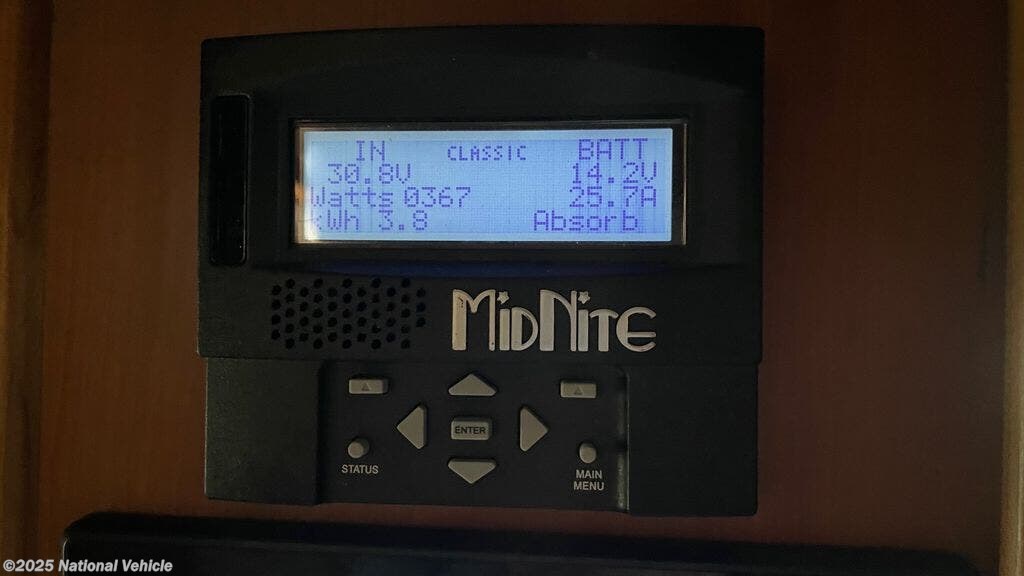 IN CLASSIC BATT
30.8V 14.2V
Watts 0367 25.7A
kWh 3.8 Absorb
MIDNITE
ENTER
STATUS
MAIN
MENU
©2025 National Vehicle